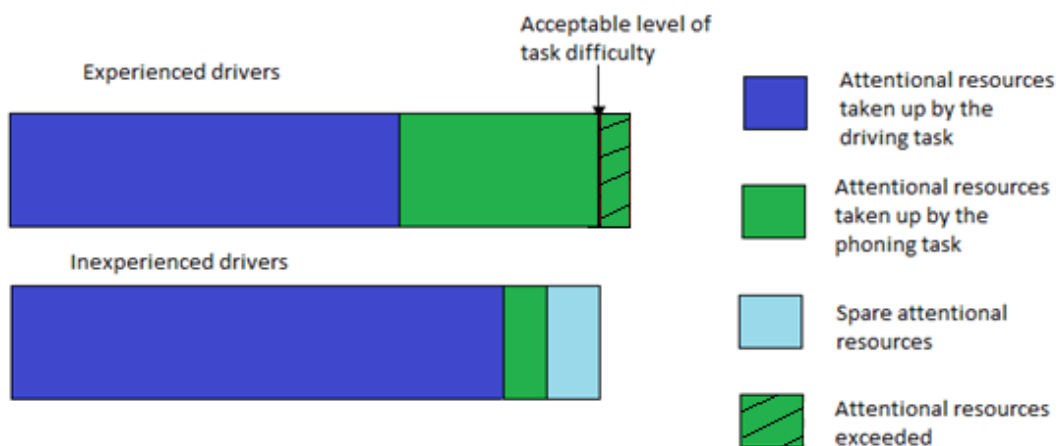 Acceptable level of
task difficulty
Experienced drivers
Inexperienced drivers
Attentional resources
taken up by the
driving task
Attentional resources
taken up by the
phoning task
Spare attentional
resources
Attentional resources
exceeded